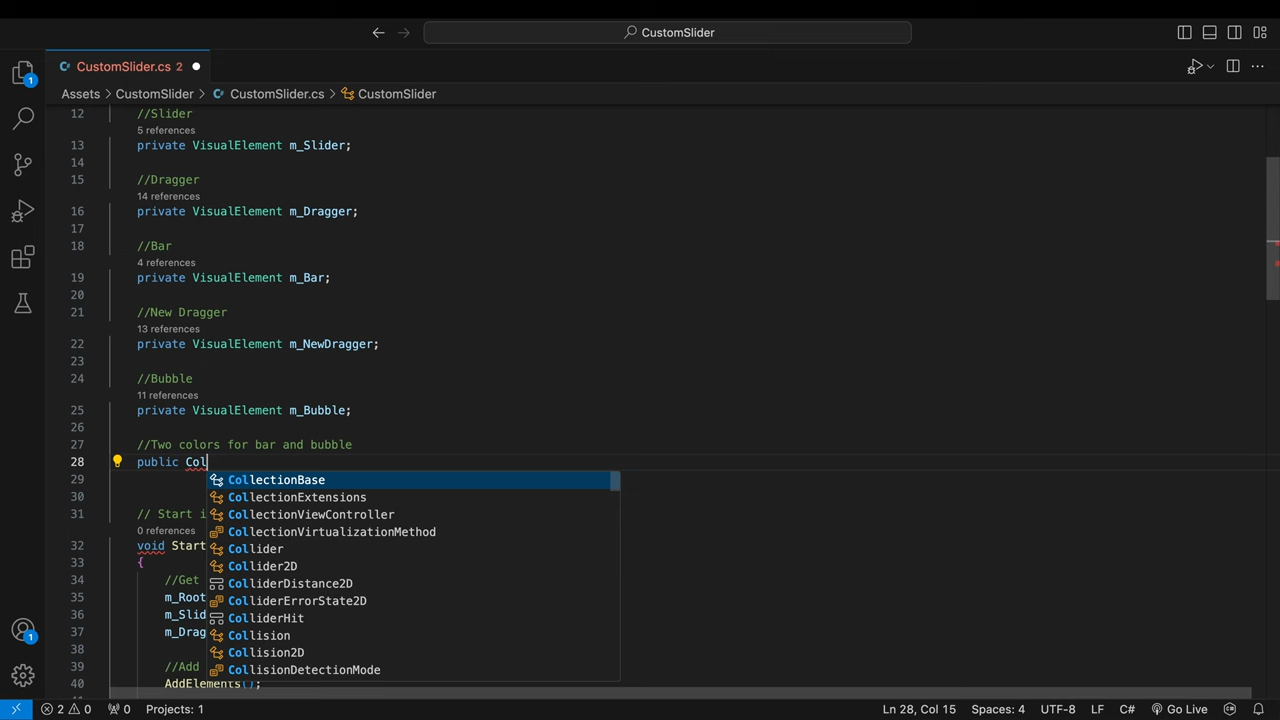 CustomSlider
CustomSlider.cs 2
Assets > CustomSlider > CustomSlider.cs > CustomSlider
12 //Slider
5 references
13 private VisualElement m_Slider;
14
15 //Dragger
14 references
16 private VisualElement m_Dragger;
17
18 //Bar
4 references
19 private VisualElement m_Bar;
20
21 //New Dragger
13 references
22 private VisualElement m_NewDragger;
23
24 //Bubble
11 references
25 private VisualElement m_Bubble;
26
27 //Two colors for bar and bubble
28 public Col
29 CollectionBase
30 CollectionExtensions
31 // Start i CollectionViewController
0 references CollectionVirtualizationMethod
32 void Start Collider
33 { Collider2D
34 //Get ColliderDistance2D
35 m_Root ColliderErrorState2D
36 m_Slid ColliderHit
37 m_Drag Collision
38 Collision2D
39 //Add CollisionDetectionMode
40 AddElements();
1
1
2 0 0 Projects: 1 Ln 28, Col 15 Spaces: 4 UTF-8 LF C# Go Live